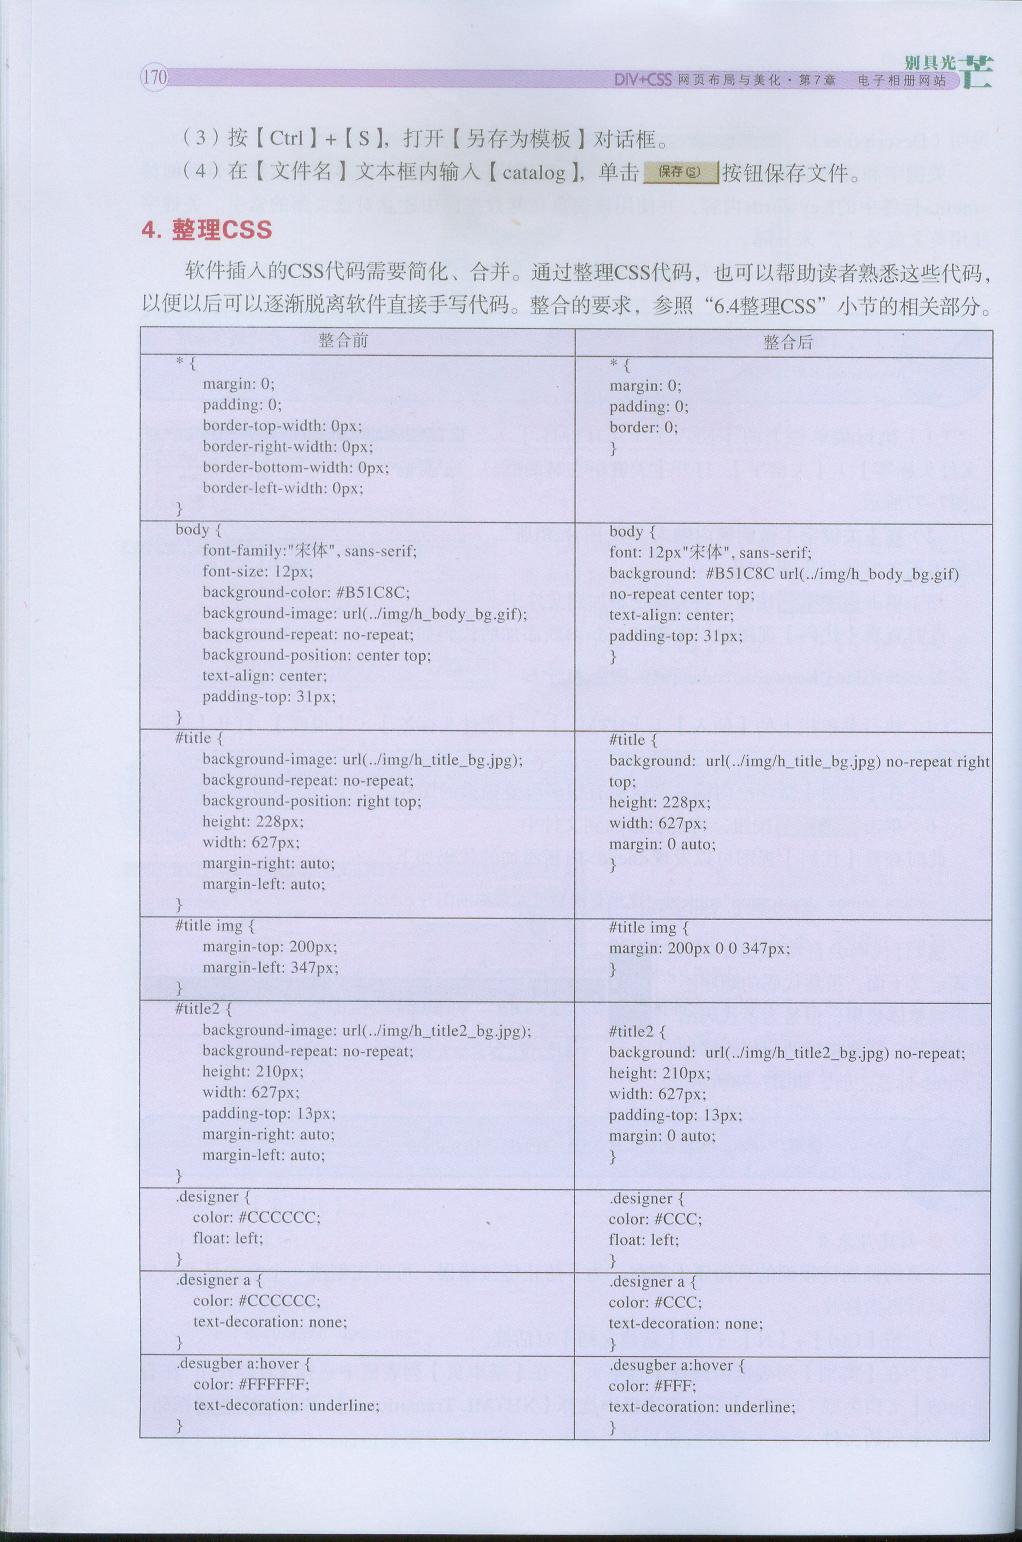 170
别具光芒
DIV+CSS 网页布局与美化·第7章 电子相册网站
（3）按【Ctrl】+【S】，打开【另存为模板】对话框。
（4）在【文件名】文本框内输入【catalog】，单击 保存(S) 按钮保存文件。
4. 整理CSS
软件插入的CSS代码需要简化、合并。通过整理CSS代码，也可以帮助读者熟悉这些代码，
以便以后可以逐渐脱离软件直接手写代码。整合的要求，参照“6.4整理CSS”小节的相关部分。
整合前
* {
margin: 0;
padding: 0;
border-top-width: 0px;
border-right-width: 0px;
border-bottom-width: 0px;
border-left-width: 0px;
}
body {
font-family:"宋体", sans-serif;
font-size: 12px;
background-color: #B51C8C;
background-image: url(../img/h_body_bg.gif);
background-repeat: no-repeat;
background-position: center top;
text-align: center;
padding-top: 31px;
}
#title {
background-image: url(../img/h_title_bg.jpg);
background-repeat: no-repeat;
background-position: right top;
height: 228px;
width: 627px;
margin-right: auto;
margin-left: auto;
}
#title img {
margin-top: 200px;
margin-left: 347px;
}
#title2 {
background-image: url(../img/h_title2_bg.jpg);
background-repeat: no-repeat;
height: 210px;
width: 627px;
padding-top: 13px;
margin-right: auto;
margin-left: auto;
}
.designer {
color: #CCCCCC;
float: left;
}
.designer a {
color: #CCCCCC;
text-decoration: none;
}
.desugber a:hover {
color: #FFFFFF;
text-decoration: underline;
}
整合后
* {
margin: 0;
padding: 0;
border: 0;
}
body {
font: 12px"宋体", sans-serif;
background: #B51C8C url(../img/h_body_bg.gif)
no-repeat center top;
text-align: center;
padding-top: 31px;
}
#title {
background: url(../img/h_title_bg.jpg) no-repeat right
top;
height: 228px;
width: 627px;
margin: 0 auto;
}
#title img {
margin: 200px 0 0 347px;
}
#title2 {
background: url(../img/h_title2_bg.jpg) no-repeat;
height: 210px;
width: 627px;
padding-top: 13px;
margin: 0 auto;
}
.designer {
color: #CCC;
float: left;
}
.designer a {
color: #CCC;
text-decoration: none;
}
.desugber a:hover {
color: #FFF;
text-decoration: underline;
}